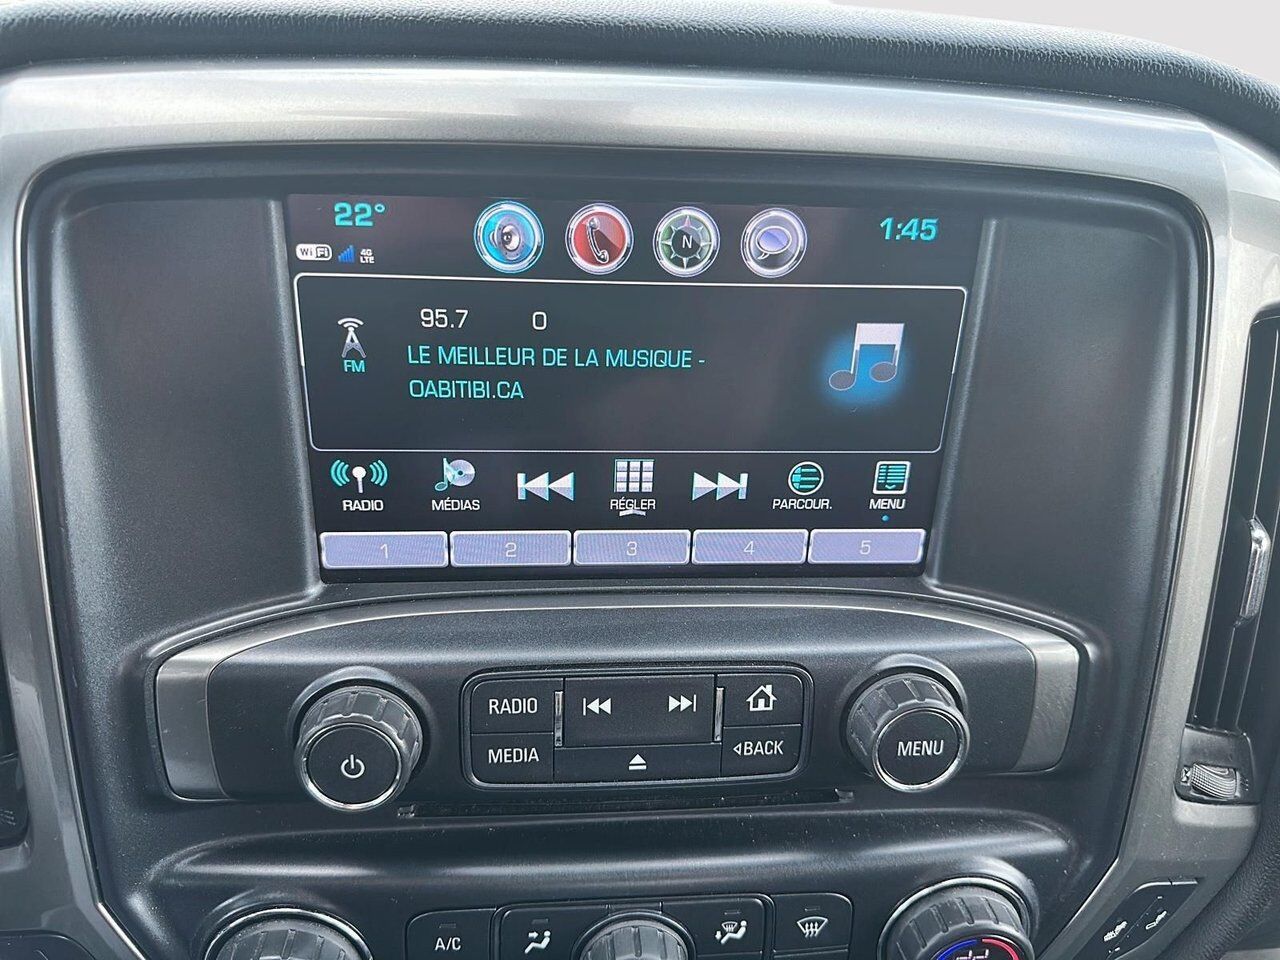 22°
1:45
WiFi
4G
LTE
N
95.7 O
FM
LE MEILLEUR DE LA MUSIQUE -
OABITIBI.CA
RADIO
MÉDIAS
RÉGLER
PARCOUR.
MENU
1 2 3 4 5
RADIO
MEDIA
BACK
MENU
A/C